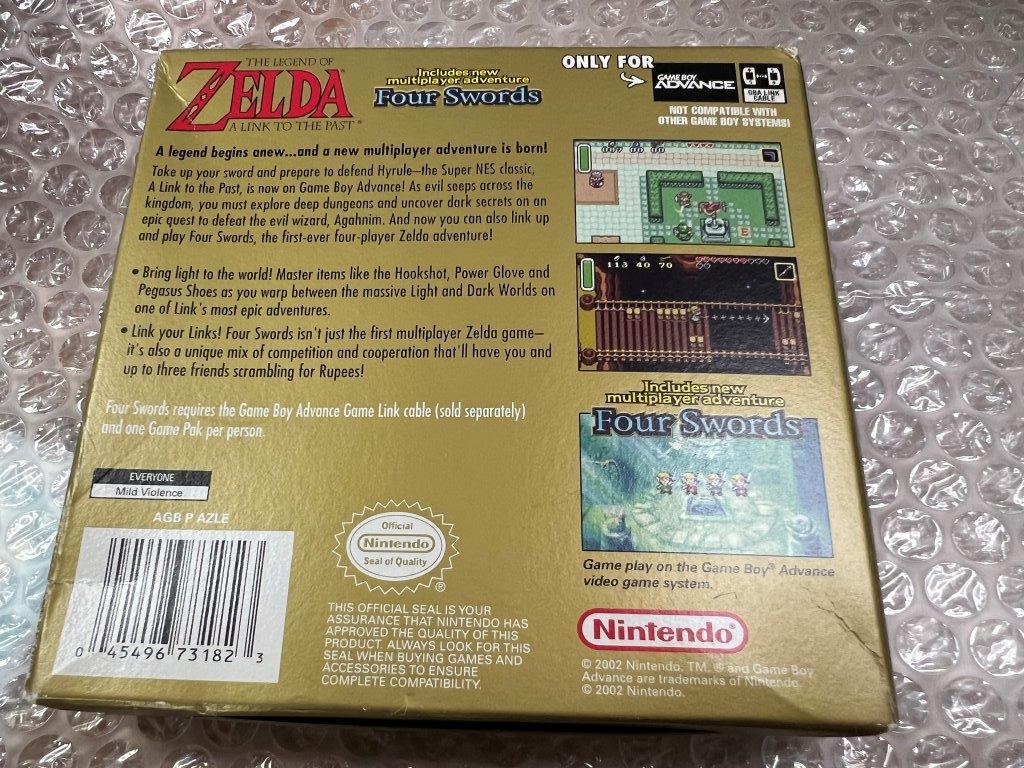 THE LEGEND OF
ZELDA
A LINK TO THE PAST®
Includes new
multiplayer adventure
Four Swords
ONLY FOR
GAME BOY
ADVANCE
GBA LINK
CABLE
NOT COMPATIBLE WITH
OTHER GAME BOY SYSTEMS!
A legend begins anew...and a new multiplayer adventure is born!
Take up your sword and prepare to defend Hyrule—the Super NES classic,
A Link to the Past, is now on Game Boy Advance! As evil seeps across the
kingdom, you must explore deep dungeons and uncover dark secrets on an
epic quest to defeat the evil wizard, Agahnim. And now you can also link up
and play Four Swords, the first-ever four-player Zelda adventure!
• Bring light to the world! Master items like the Hookshot, Power Glove and
Pegasus Shoes as you warp between the massive Light and Dark Worlds on
one of Link's most epic adventures.
• Link your Links! Four Swords isn't just the first multiplayer Zelda game—
it's also a unique mix of competition and cooperation that'll have you and
up to three friends scrambling for Rupees!
Four Swords requires the Game Boy Advance Game Link cable (sold separately)
and one Game Pak per person.
007 00 00
113 40 70
Includes new
multiplayer adventure
Four Swords
Game play on the Game Boy® Advance
video game system.
EVERYONE
Mild Violence
AGB P AZLE
0 45496 73182 3
Official
Nintendo
Seal of Quality
®
THIS OFFICIAL SEAL IS YOUR
ASSURANCE THAT NINTENDO HAS
APPROVED THE QUALITY OF THIS
PRODUCT. ALWAYS LOOK FOR THIS
SEAL WHEN BUYING GAMES AND
ACCESSORIES TO ENSURE
COMPLETE COMPATIBILITY.
Nintendo®
© 2002 Nintendo. TM, ® and Game Boy
Advance are trademarks of Nintendo.
© 2002 Nintendo.